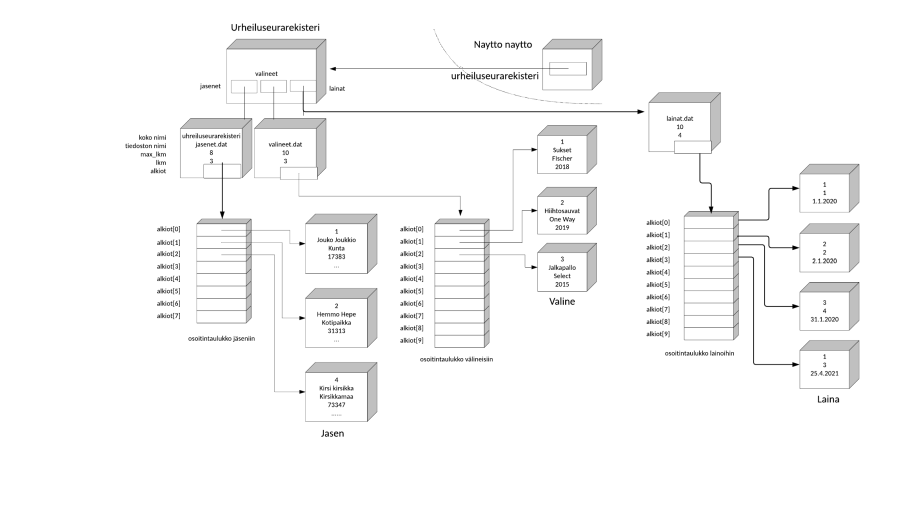 Urheiluseurarekisteri
Naytto naytto
urheiluseurarekisteri
valineet
jasenet
lainat
koko nimi
tiedoston nimi
max_lkm
lkm
alkiot
uhreiluseurarekisteri
jasenet.dat
8
3
valineet.dat
10
3
lainat.dat
10
4
alkiot[0]
alkiot[1]
alkiot[2]
alkiot[3]
alkiot[4]
alkiot[5]
alkiot[6]
alkiot[7]
osoitintaulukko jäseniin
1
Jouko Joukkio
Kunta
17383
...
2
Hemmo Hepe
Kotipaikka
31313
...
4
Kirsi kirsikka
Kirsikkamaa
73347
......
Jasen
alkiot[0]
alkiot[1]
alkiot[2]
alkiot[3]
alkiot[4]
alkiot[5]
alkiot[6]
alkiot[7]
alkiot[8]
alkiot[9]
osoitintaulukko välineisiin
1
Sukset
Fischer
2018
2
Hiihtosauvat
One Way
2019
3
Jalkapallo
Select
2015
Valine
alkiot[0]
alkiot[1]
alkiot[2]
alkiot[3]
alkiot[4]
alkiot[5]
alkiot[6]
alkiot[7]
alkiot[8]
alkiot[9]
osoitintaulukko lainoihin
1
1
1.1.2020
2
2
2.1.2020
3
4
31.1.2020
1
3
25.4.2021
Laina